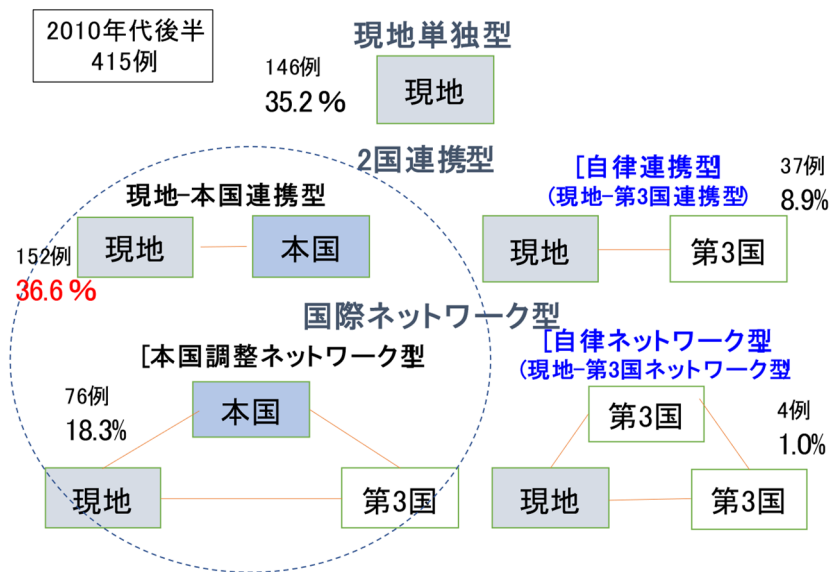 2010年代後半
415例
現地単独型
146例
35.2％
現地
2国連携型
[自律連携型]
(現地-第3国連携型)
37例
8.9%
現地-本国連携型
現地
本国
現地
第3国
152例
36.6％
国際ネットワーク型
[本国調整ネットワーク型]
[自律ネットワーク型]
(現地-第3国ネットワーク型)
76例
18.3%
本国
現地
第3国
第3国
4例
1.0%
現地
第3国